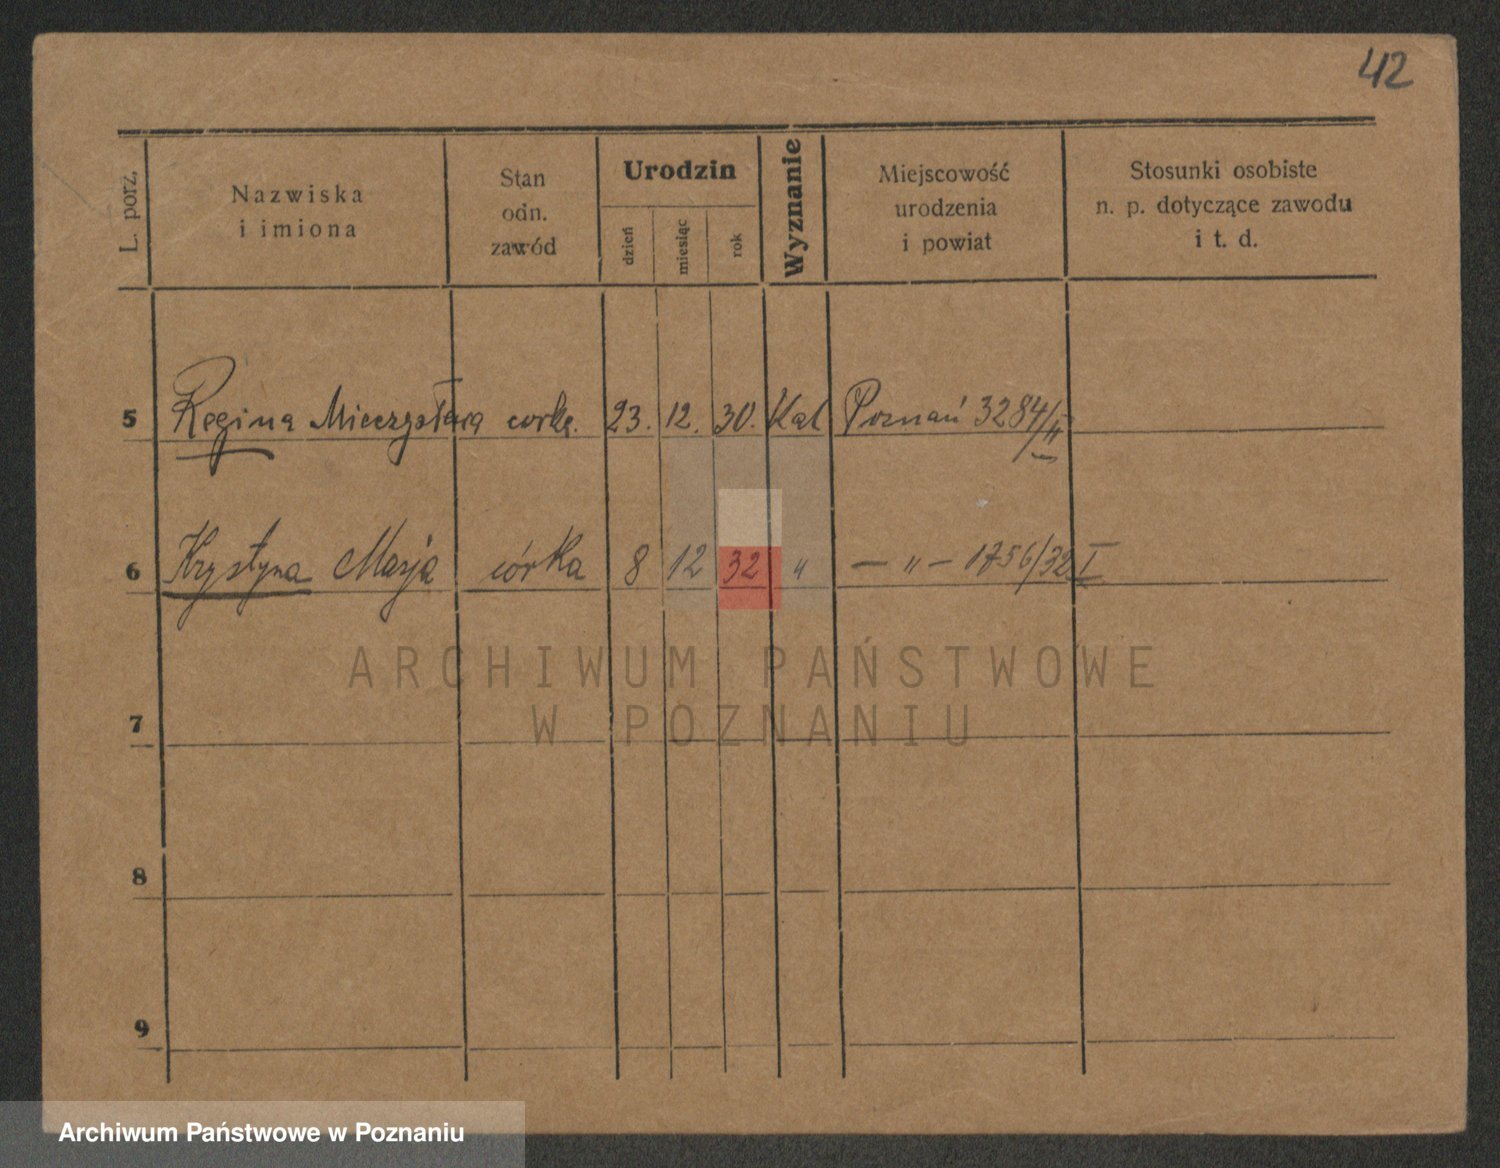 42
L. porz.
Nazwiska
i imiona
Stan
odn.
zawód
Urodzin
dzień
miesiąc
rok
Wyznanie
Miejscowość
urodzenia
i powiat
Stosunki osobiste
n. p. dotyczące zawodu
i t. d.
5 Regina Mieczysława corka. 23. 12. 30. Kat Poznań 3284/
6 Krystyna Marja córka 8 12 32 " — " — 1756/32 I
ARCHIWUM PAŃSTWOWE
W POZNANIU
7
8
9
Archiwum Państwowe w Poznaniu